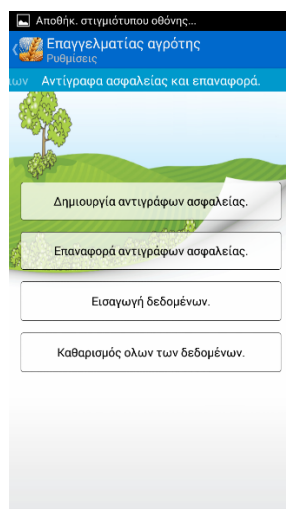 Αποθήκ. στιγμιότυπου οθόνης...
Επαγγελματίας αγρότης
Ρυθμίσεις
ιων Αντίγραφα ασφαλείας και επαναφορά.
Δημιουργία αντιγράφων ασφαλείας.
Επαναφορά αντιγράφων ασφαλείας.
Εισαγωγή δεδομένων.
Καθαρισμός ολων των δεδομένων.